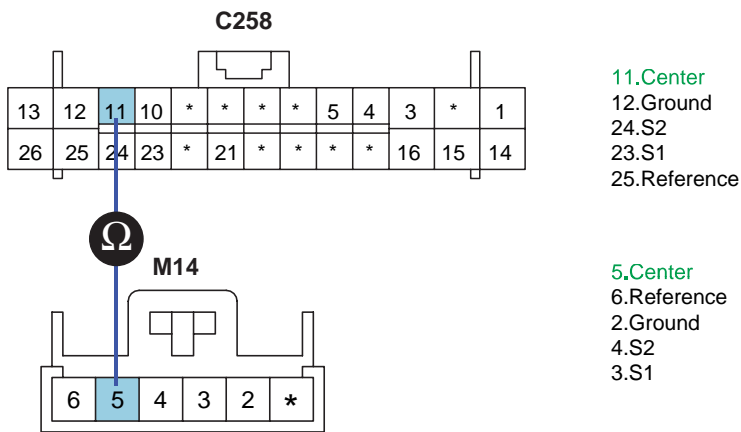 C258
13 12 11 10 * * * * 5 4 3 * 1
26 25 24 23 * 21 * * * * 16 15 14
11.Center
12.Ground
24.S2
23.S1
25.Reference
Ω
M14
6 5 4 3 2 *
5.Center
6.Reference
2.Ground
4.S2
3.S1